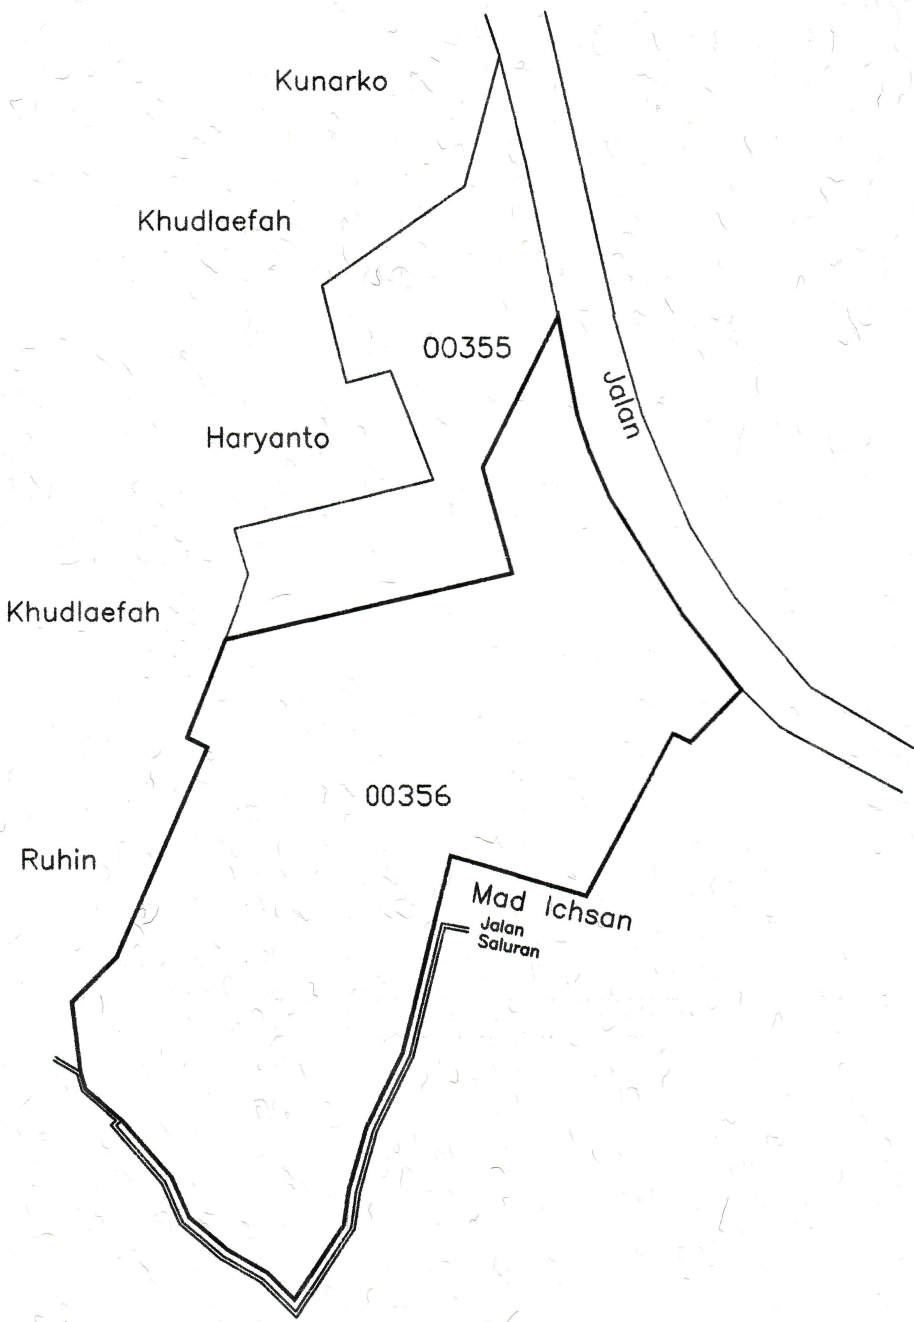 Kunarko
Khudlaefah
00355
Jalan
Haryanto
Khudlaefah
00356
Ruhin
Mad Ichsan
Jalan
Saluran